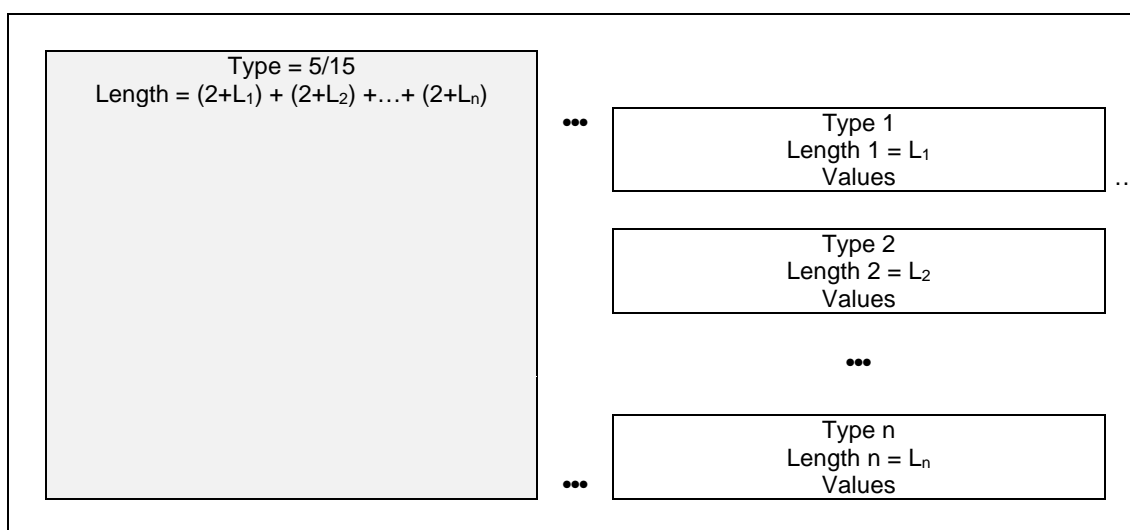 Type = 5/15
Length = (2+L₁) + (2+L₂) +…+ (2+Lₙ)
•••
Type 1
Length 1 = L₁
Values
…
Type 2
Length 2 = L₂
Values
•••
Type n
Length n = Lₙ
Values
•••